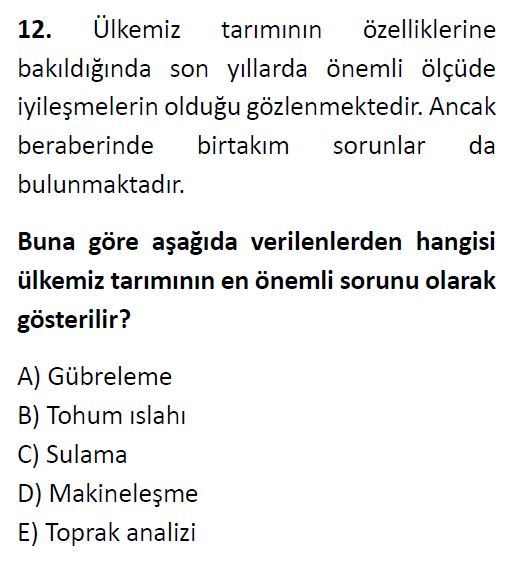 12. Ülkemiz tarımının özelliklerine
bakıldığında son yıllarda önemli ölçüde
iyileşmelerin olduğu gözlenmektedir. Ancak
beraberinde birtakım sorunlar da
bulunmaktadır.
Buna göre aşağıda verilenlerden hangisi
ülkemiz tarımının en önemli sorunu olarak
gösterilir?
A) Gübreleme
B) Tohum ıslahı
C) Sulama
D) Makineleşme
E) Toprak analizi